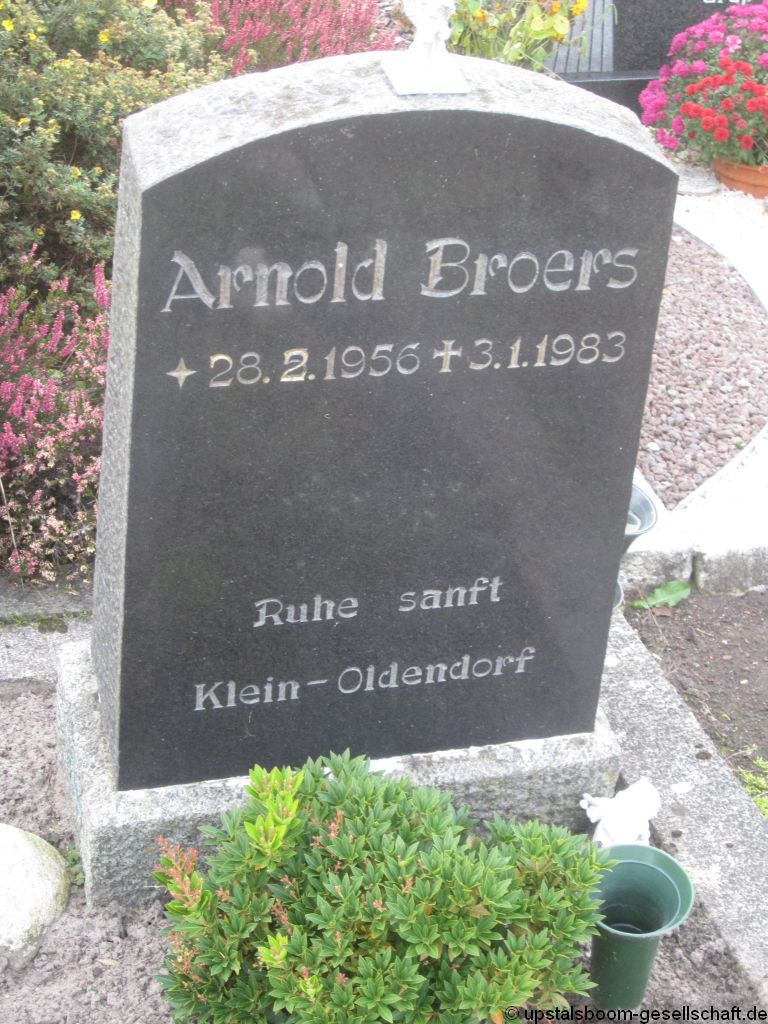 Arnold Broers
✦ 28.2.1956 ✝ 3.1.1983
Ruhe sanft
Klein-Oldendorf
© upstalsboom-gesellschaft.de